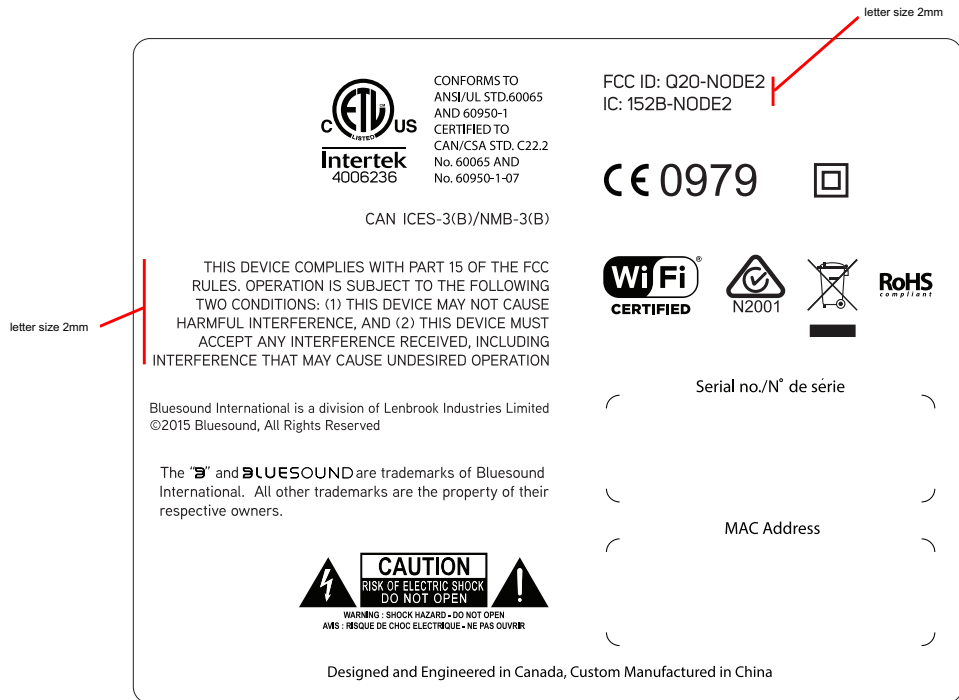 letter size 2mm
C ETL US
LISTED
Intertek
4006236
CONFORMS TO
ANSI/UL STD.60065
AND 60950-1
CERTIFIED TO
CAN/CSA STD. C22.2
No. 60065 AND
No. 60950-1-07
CAN ICES-3(B)/NMB-3(B)
FCC ID: Q20-NODE2
IC: 152B-NODE2
CE 0979
letter size 2mm
THIS DEVICE COMPLIES WITH PART 15 OF THE FCC
RULES. OPERATION IS SUBJECT TO THE FOLLOWING
TWO CONDITIONS: (1) THIS DEVICE MAY NOT CAUSE
HARMFUL INTERFERENCE, AND (2) THIS DEVICE MUST
ACCEPT ANY INTERFERENCE RECEIVED, INCLUDING
INTERFERENCE THAT MAY CAUSE UNDESIRED OPERATION
Wi Fi ®
CERTIFIED
N2001
RoHS
compliant
Bluesound International is a division of Lenbrook Industries Limited
©2015 Bluesound, All Rights Reserved
The "B" and BLUESOUND are trademarks of Bluesound
International. All other trademarks are the property of their
respective owners.
CAUTION
RISK OF ELECTRIC SHOCK
DO NOT OPEN
WARNING : SHOCK HAZARD - DO NOT OPEN
AVIS : RISQUE DE CHOC ELECTRIQUE - NE PAS OUVRIR
Serial no./N° de série
MAC Address
Designed and Engineered in Canada, Custom Manufactured in China